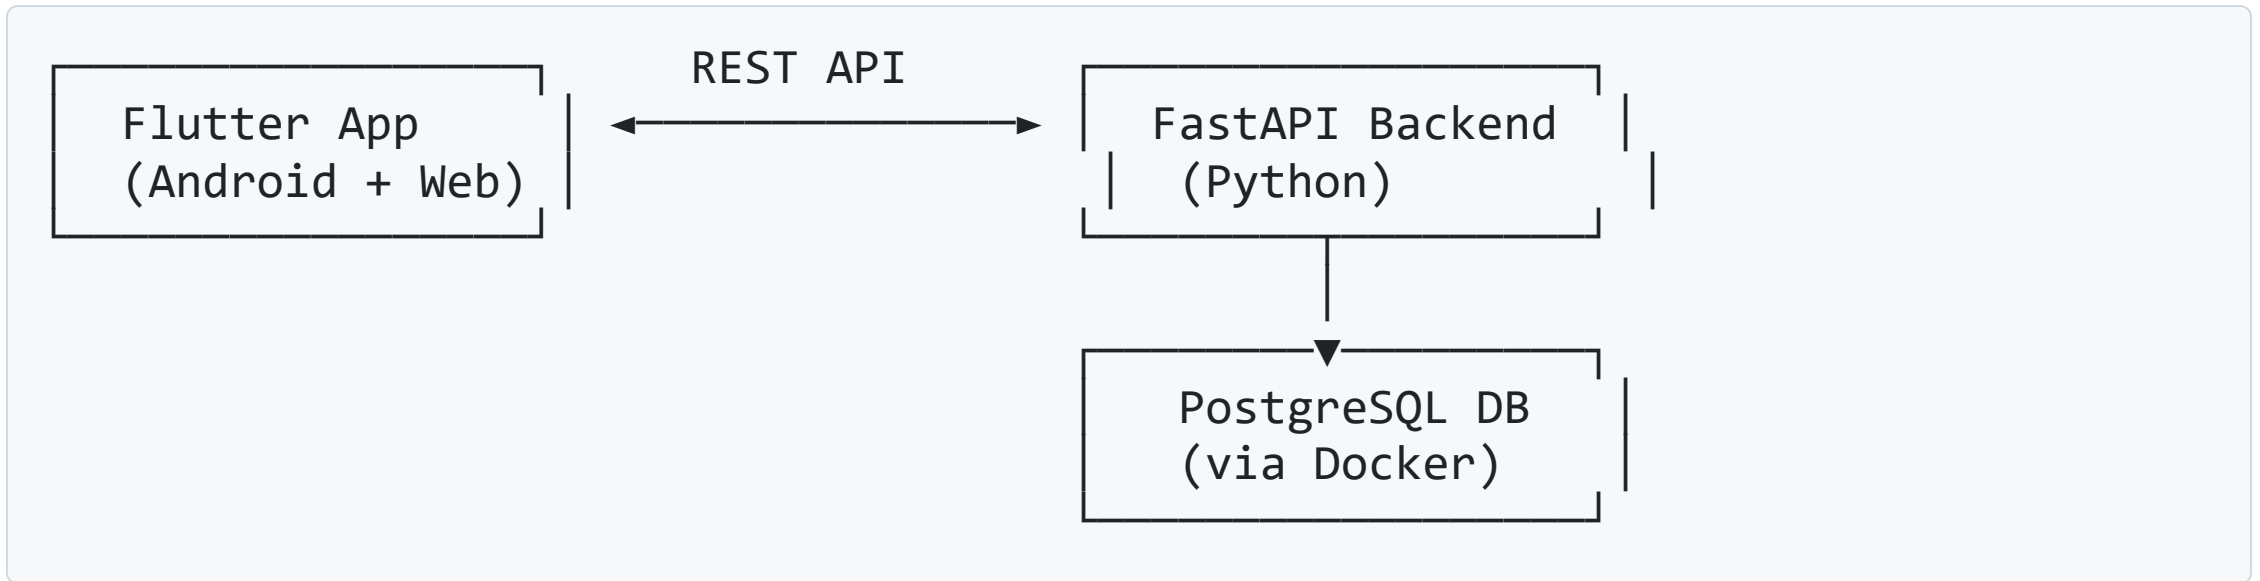 REST API
Flutter App
(Android + Web)
FastAPI Backend
(Python)
PostgreSQL DB
(via Docker)